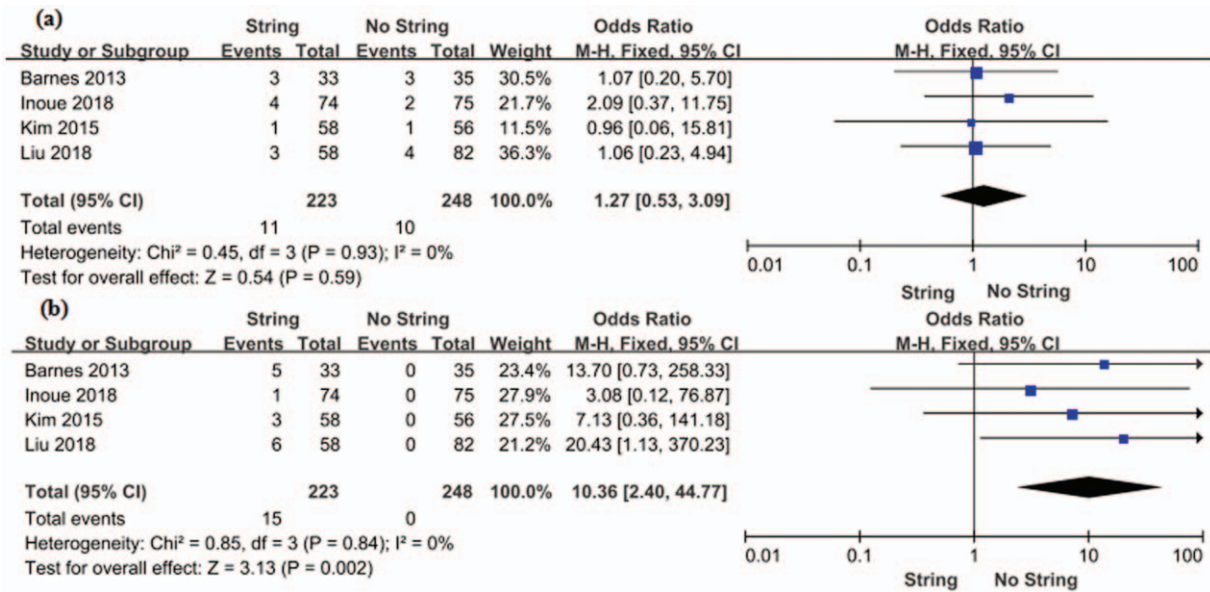 (a)
String No String Odds Ratio Odds Ratio
Study or Subgroup Events Total Events Total Weight M-H, Fixed, 95% CI M-H, Fixed, 95% CI
Barnes 2013 3 33 3 35 30.5% 1.07 [0.20, 5.70]
Inoue 2018 4 74 2 75 21.7% 2.09 [0.37, 11.75]
Kim 2015 1 58 1 56 11.5% 0.96 [0.06, 15.81]
Liu 2018 3 58 4 82 36.3% 1.06 [0.23, 4.94]
Total (95% CI) 223 248 100.0% 1.27 [0.53, 3.09]
Total events 11 10
Heterogeneity: Chi² = 0.45, df = 3 (P = 0.93); I² = 0%
Test for overall effect: Z = 0.54 (P = 0.59)
0.01 0.1 1 10 100
String No String
(b)
String No String Odds Ratio Odds Ratio
Study or Subgroup Events Total Events Total Weight M-H, Fixed, 95% CI M-H, Fixed, 95% CI
Barnes 2013 5 33 0 35 23.4% 13.70 [0.73, 258.33]
Inoue 2018 1 74 0 75 27.9% 3.08 [0.12, 76.87]
Kim 2015 3 58 0 56 27.5% 7.13 [0.36, 141.18]
Liu 2018 6 58 0 82 21.2% 20.43 [1.13, 370.23]
Total (95% CI) 223 248 100.0% 10.36 [2.40, 44.77]
Total events 15 0
Heterogeneity: Chi² = 0.85, df = 3 (P = 0.84); I² = 0%
Test for overall effect: Z = 3.13 (P = 0.002)
0.01 0.1 1 10 100
String No String